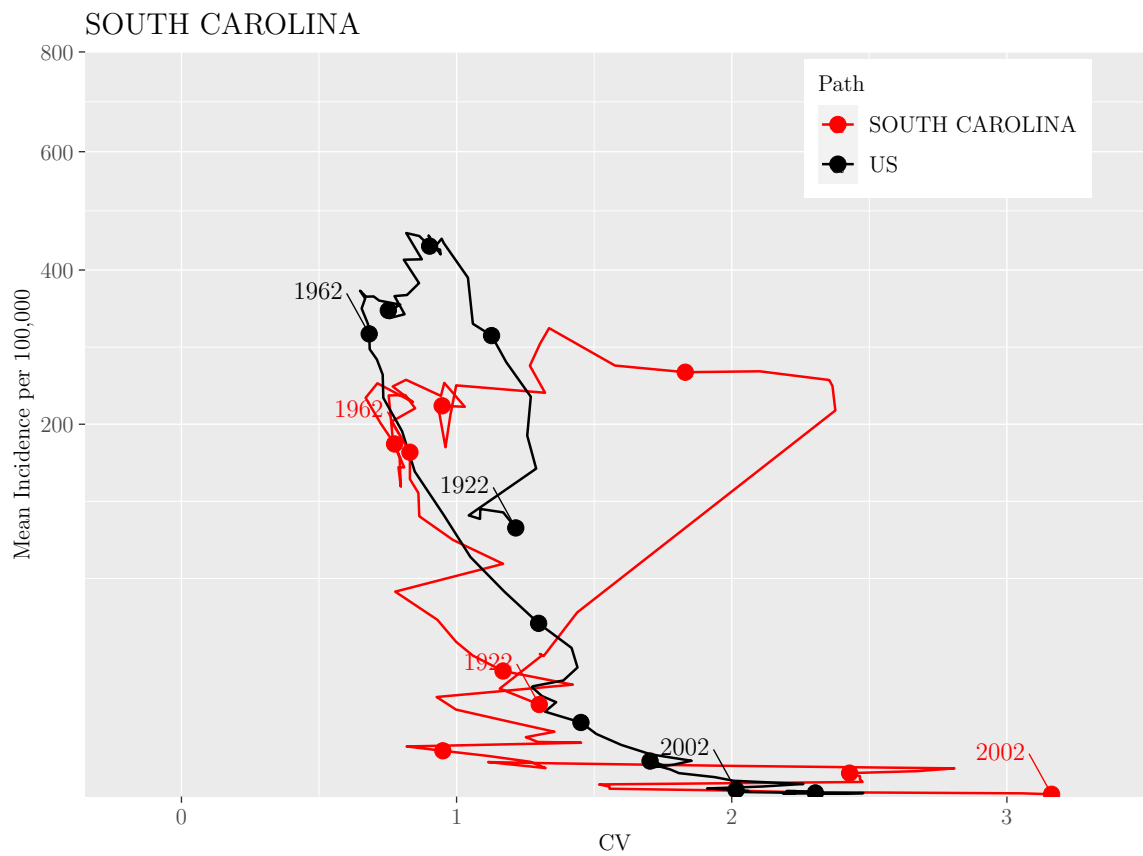 SOUTH CAROLINA
800
600
400
200
Mean Incidence per 100,000
Path
SOUTH CAROLINA
US
1962
1962
1922
1922
2002
2002
0
1
2
3
CV